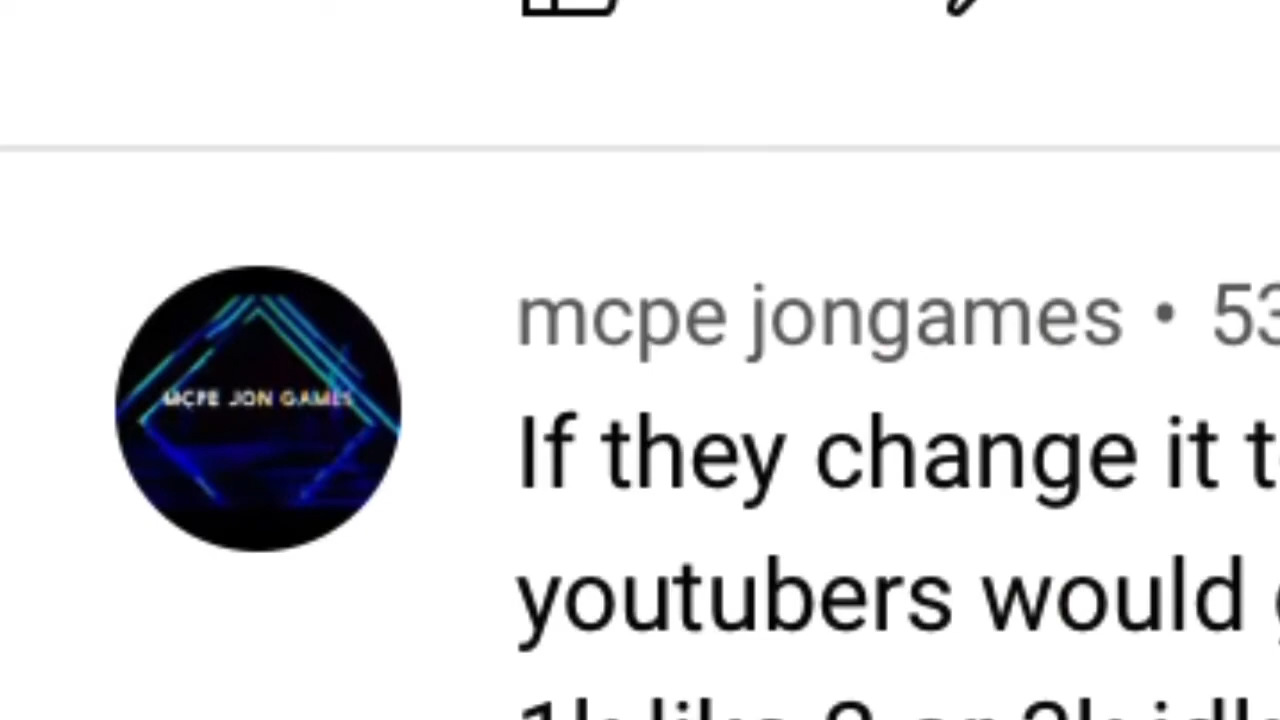 mcpe jongames • 53
MCPE JON GAMES
If they change it t
youtubers would